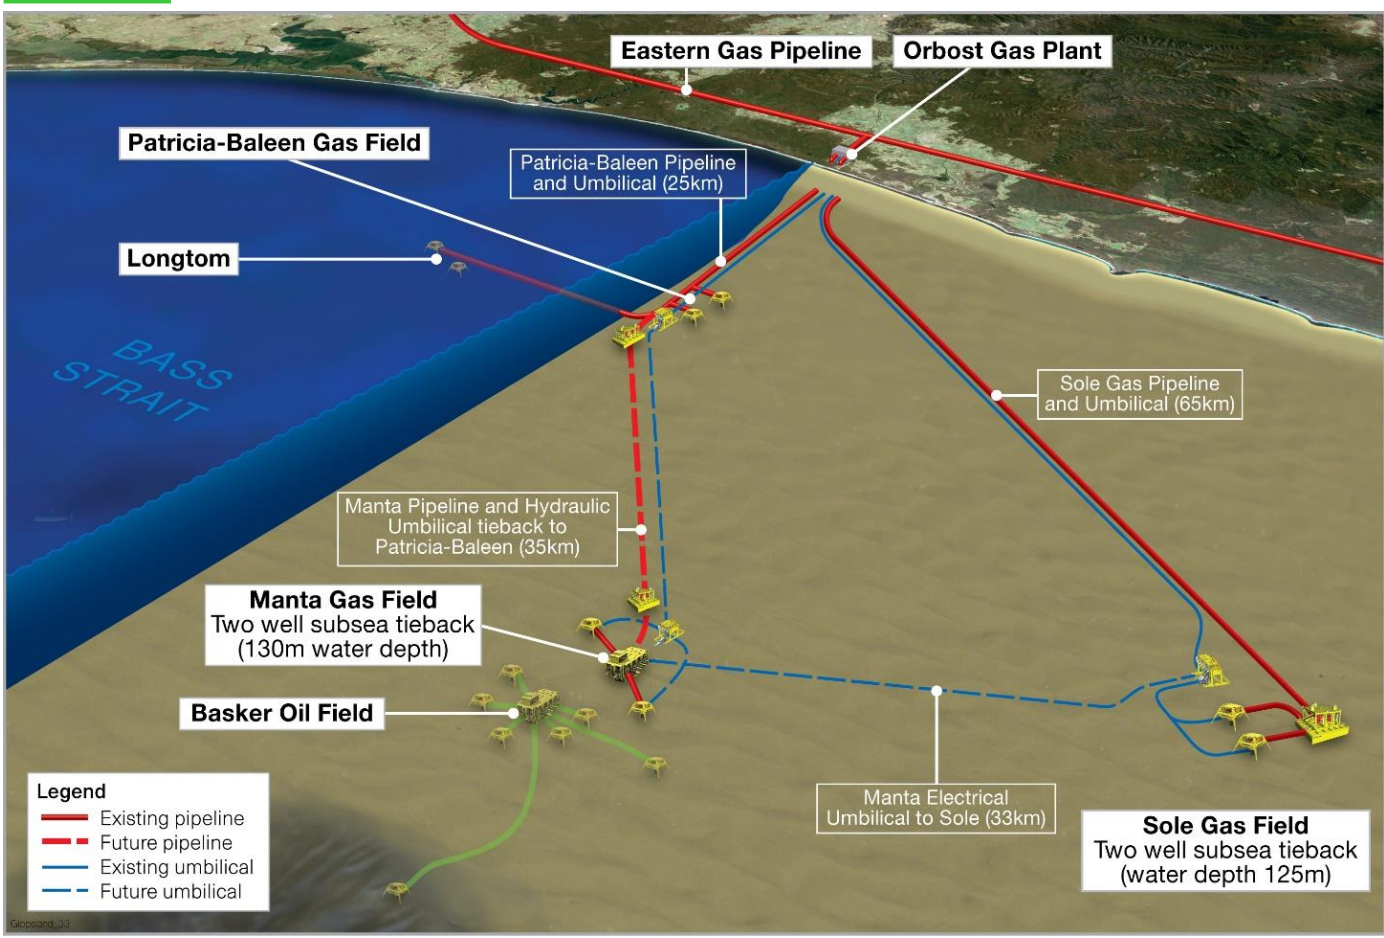 Eastern Gas Pipeline
Orbost Gas Plant
Patricia-Baleen Gas Field
Patricia-Baleen Pipeline
and Umbilical (25km)
Longtom
BASS
STRAIT
Sole Gas Pipeline
and Umbilical (65km)
Manta Pipeline and Hydraulic
Umbilical tieback to
Patricia-Baleen (35km)
Manta Gas Field
Two well subsea tieback
(130m water depth)
Basker Oil Field
Manta Electrical
Umbilical to Sole (33km)
Sole Gas Field
Two well subsea tieback
(water depth 125m)
Legend
Existing pipeline
Future pipeline
Existing umbilical
Future umbilical